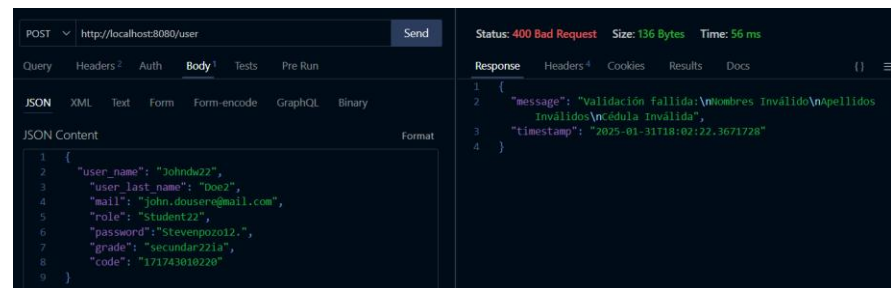 POST http://localhost:8080/user Send
Query Headers 2 Auth Body 1 Tests Pre Run
JSON XML Text Form Form-encode GraphQL Binary
JSON Content Format
1 {
2 "user_name": "Johndw22",
3 "user_last_name": "Doe2",
4 "mail": "john.dousere@mail.com",
5 "role": "Student22",
6 "password":"Stevenpozo12.",
7 "grade": "secundar22ia",
8 "code": "171743010220"
9 }
Status: 400 Bad Request Size: 136 Bytes Time: 56 ms
Response Headers 4 Cookies Results Docs {}
1 {
2 "message": "Validación fallida:\nNombres Inválido\nApellidos
Inválidos\nCédula Inválida",
3 "timestamp": "2025-01-31T18:02:22.3671728"
4 }